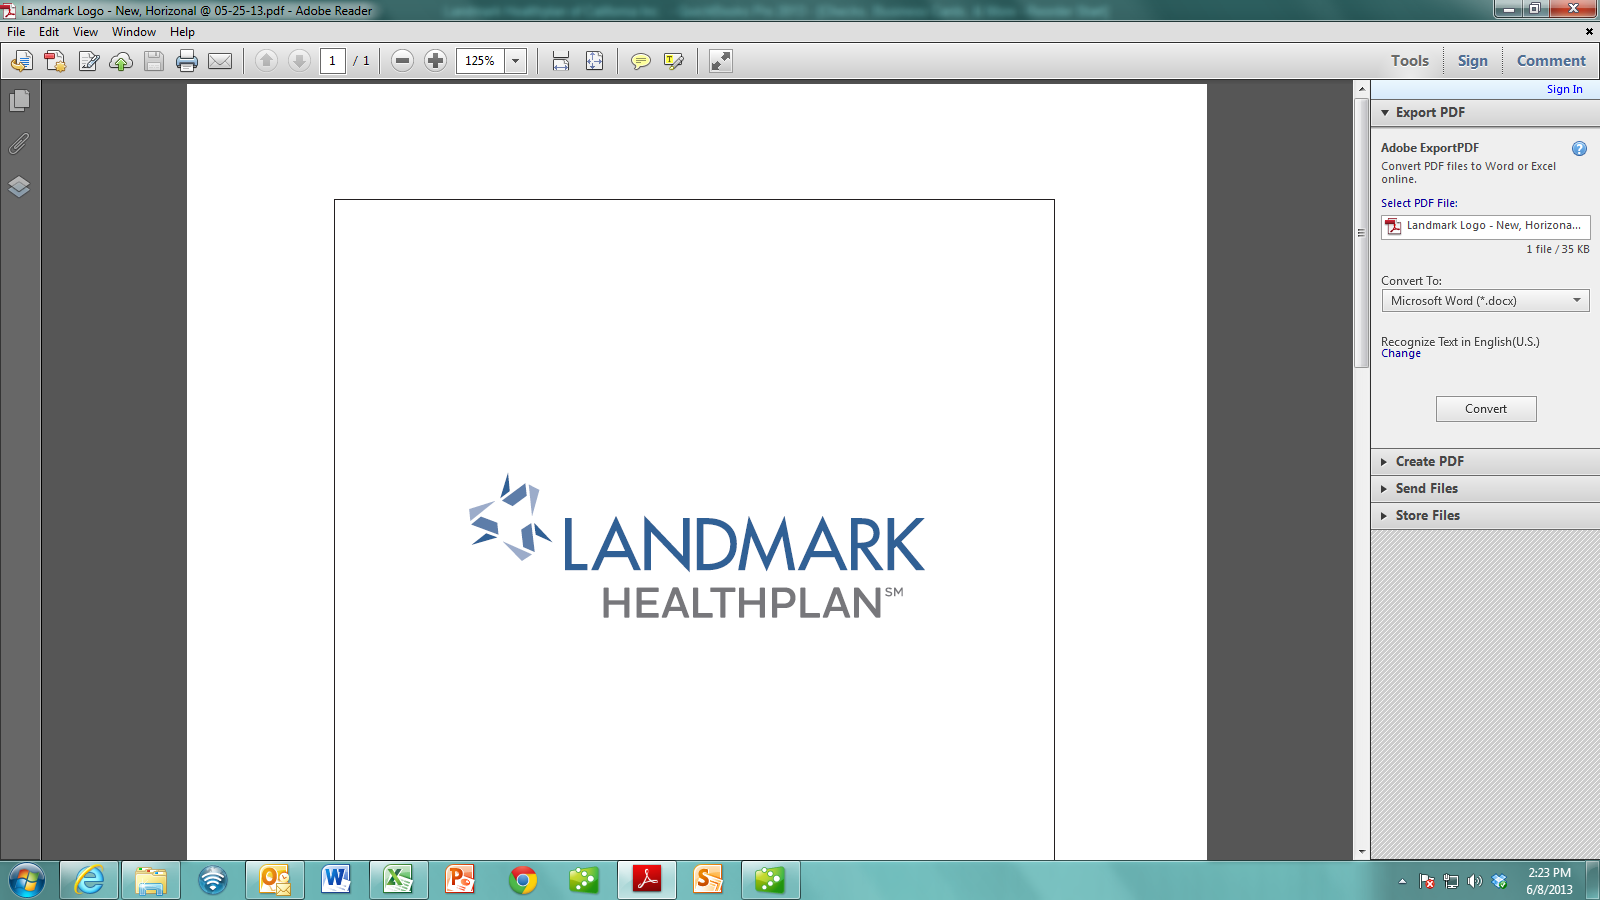 Landmark Logo - New, Horizonal @ 05-25-13.pdf - Adobe Reader
File Edit View Window Help
1 / 1 125% Tools Sign Comment
Sign In
Export PDF
Adobe ExportPDF
Convert PDF files to Word or Excel
online.
Select PDF File:
Landmark Logo - New, Horizona...
1 file / 35 KB
Convert To:
Microsoft Word (*.docx)
Recognize Text in English(U.S.)
Change
Convert
Create PDF
Send Files
Store Files
LANDMARK
HEALTHPLAN SM
2:23 PM
6/8/2013